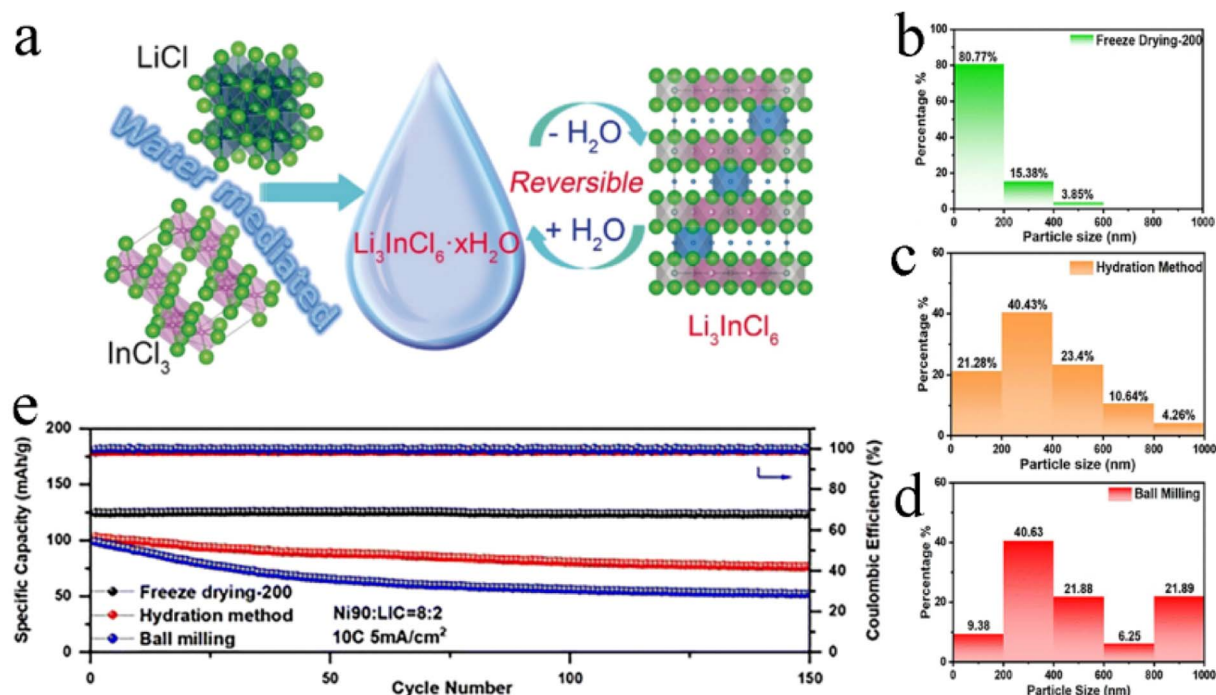 a
LiCl
Water mediated
InCl3
Li3InCl6·xH2O
- H2O
Reversible
+ H2O
Li3InCl6
b
Freeze Drying-200
Percentage %
80
60
40
20
0
80.77%
15.38%
3.85%
0 200 400 600 800 1000
Particle size (nm)
c
Hydration Method
Percentage %
60
40
20
0
21.28%
40.43%
23.4%
10.64%
4.26%
0 200 400 600 800 1000
Particle size (nm)
d
Ball Milling
Percentage %
60
40
20
0
9.38
40.63
21.88
6.25
21.89
0 200 400 600 800 1000
Particle Size (nm)
e
Specific Capacity (mAh/g)
200
175
150
125
100
75
50
25
0
Freeze drying-200
Hydration method
Ball milling
Ni90:LIC=8:2
10C 5mA/cm2
100
80
60
40
20
0
Coulombic Efficiency (%)
0 50 100 150
Cycle Number